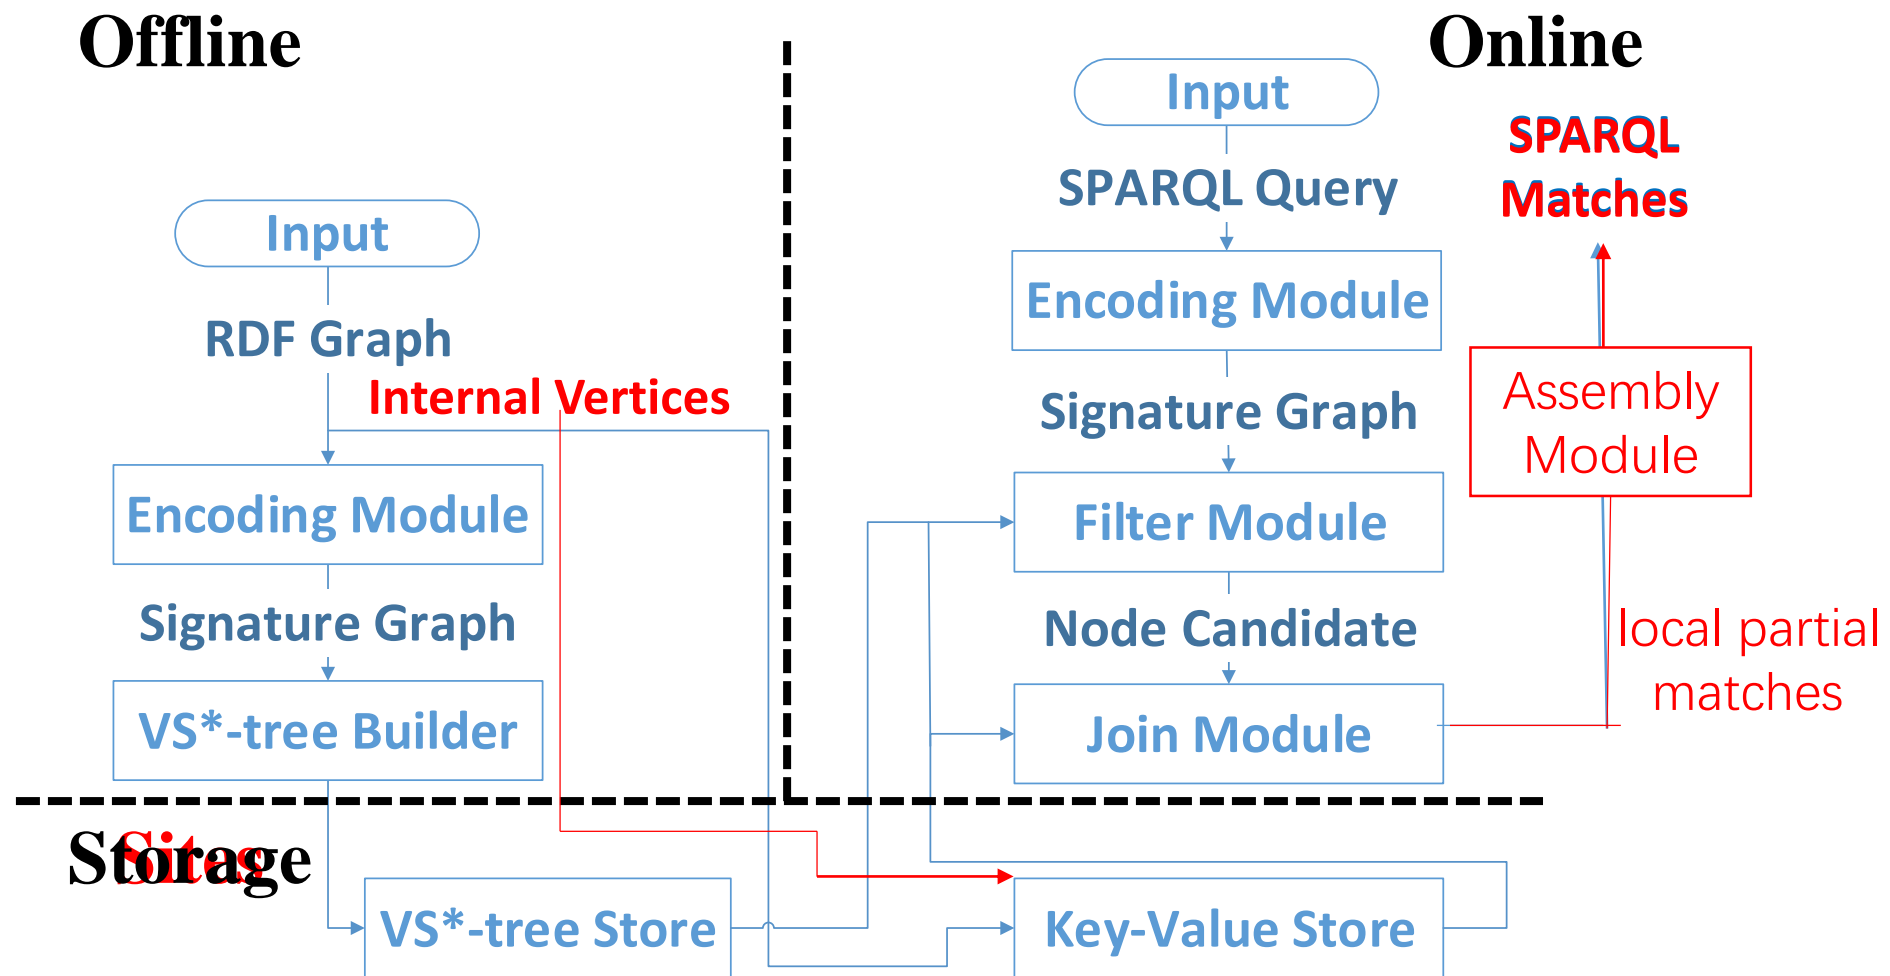 Offline
Input
RDF Graph
Internal Vertices
Encoding Module
Signature Graph
VS*-tree Builder
Online
Input
SPARQL Query
Encoding Module
Signature Graph
Filter Module
Node Candidate
Join Module
SPARQL
Matches
Assembly
Module
local partial
matches
Storage
Sites
VS*-tree Store
Key-Value Store